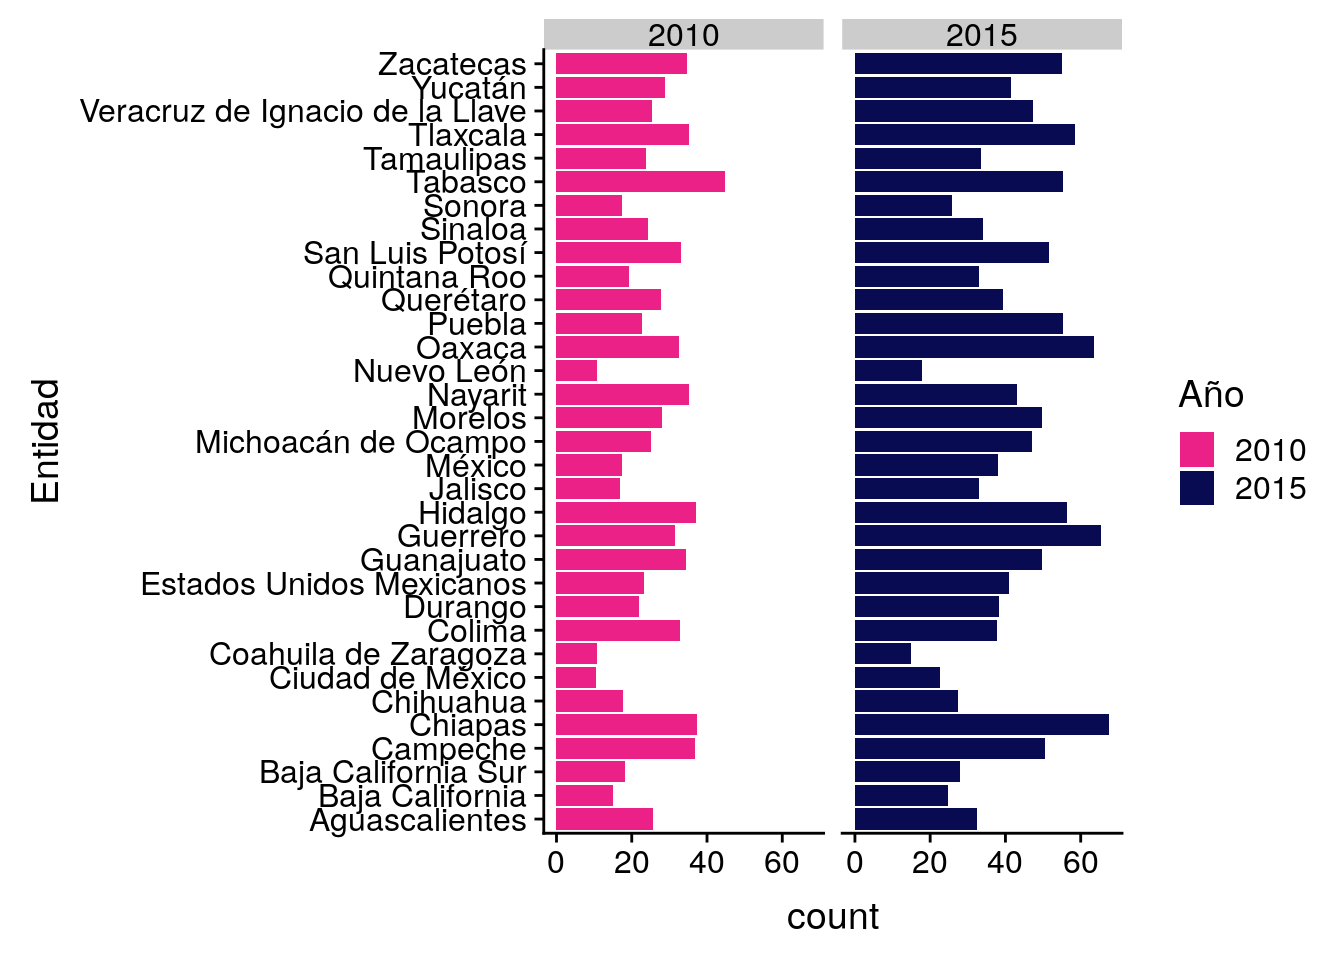 2010
2015
Zacatecas
Yucatán
Veracruz de Ignacio de la Llave
Tlaxcala
Tamaulipas
Tabasco
Sonora
Sinaloa
San Luis Potosí
Quintana Roo
Querétaro
Puebla
Oaxaca
Nuevo León
Nayarit
Morelos
Michoacán de Ocampo
México
Jalisco
Hidalgo
Guerrero
Guanajuato
Estados Unidos Mexicanos
Durango
Colima
Coahuila de Zaragoza
Ciudad de México
Chihuahua
Chiapas
Campeche
Baja California Sur
Baja California
Aguascalientes
Entidad
0 20 40 60
0 20 40 60
count
Año
2010
2015